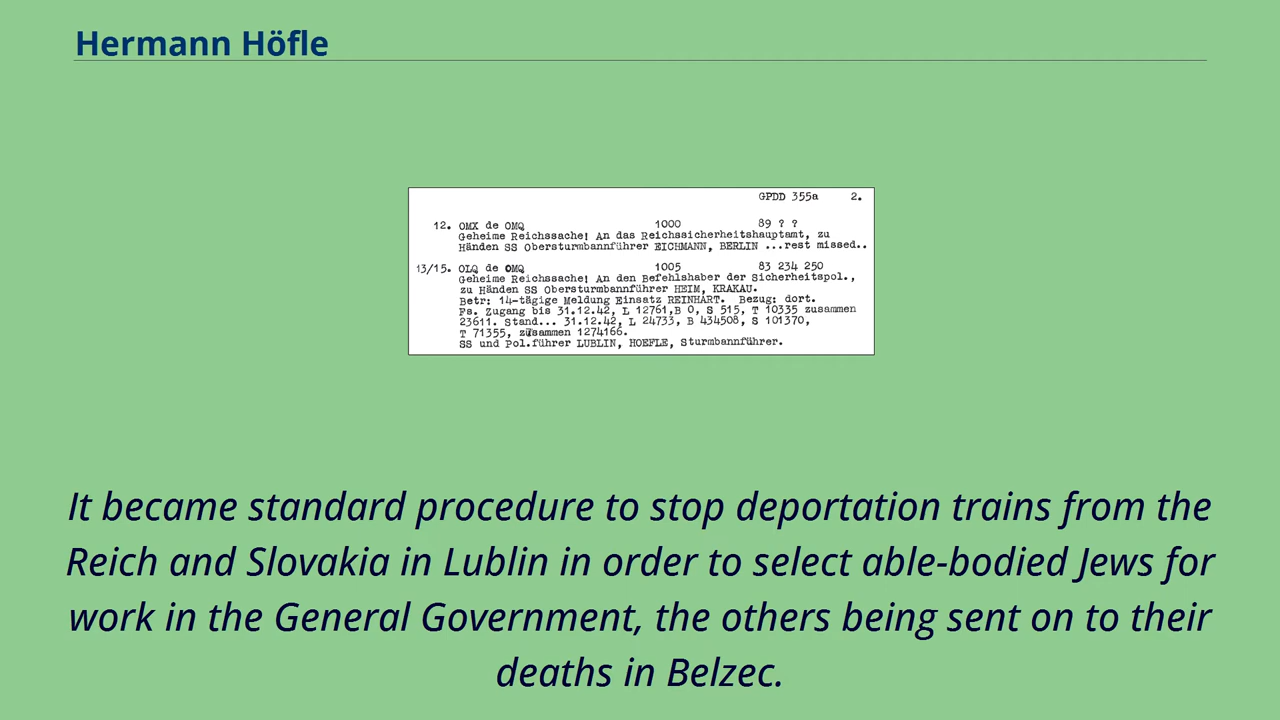 Hermann Höfle
GPDD 355a 2.
12. OMX de OMQ 1000 89 ? ?
Geheime Reichssache! An das Reichssicherheitshauptamt, zu
Händen SS Obersturmbannführer EICHMANN, BERLIN ...rest missed..
13/15. OLQ de OMQ 1005 83 234 250
Geheime Reichssache! An den Befehlshaber der Sicherheitspol.,
zu Händen SS Obersturmbannführer HEIM, KRAKAU.
Betr: 14-tägige Meldung Einsatz REINHART. Bezug: dort.
Fs. Zugang bis 31.12.42, L 12761,B 0, S 515, T 10335 zusammen
23611. Stand... 31.12.42, L 24733, B 434508, S 101370,
T 71355, zusammen 1274166.
SS und Pol.führer LUBLIN, HOEFLE, Sturmbannführer.
It became standard procedure to stop deportation trains from the
Reich and Slovakia in Lublin in order to select able-bodied Jews for
work in the General Government, the others being sent on to their
deaths in Belzec.